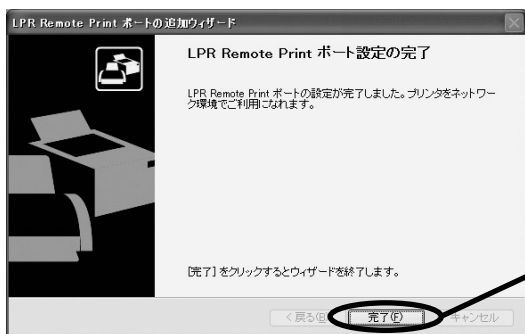 LPR Remote Print ポートの追加ウィザード
LPR Remote Print ポート設定の完了
LPR Remote Print ポートの設定が完了しました。プリンタをネットワー
ク環境でご利用になれます。
[完了] をクリックするとウィザードを終了します。
< 戻る(B)
完了(F)
キャンセル